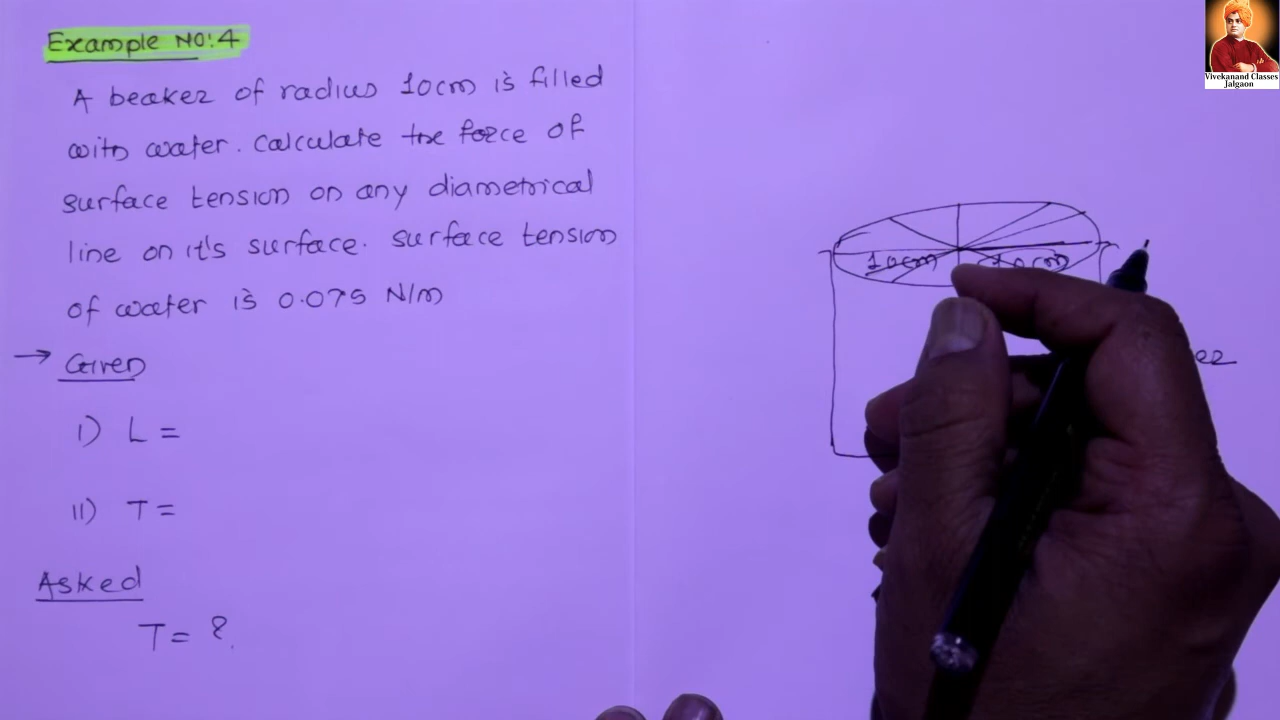 Example No:4
A beaker of radius 10cm is filled
with water. Calculate the force of
surface tension on any diametrical
line on it's surface. surface tension
of water is 0.075 N/m
→ Given
I) L =
II) T =
Asked
T = ?
10cm 10cm
Vivekanand Classes
Jalgaon